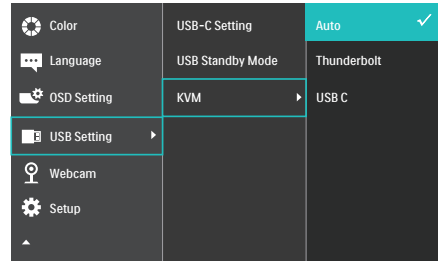 Color
Language
OSD Setting
USB Setting
Webcam
Setup
USB-C Setting
USB Standby Mode
KVM
Auto
Thunderbolt
USB C